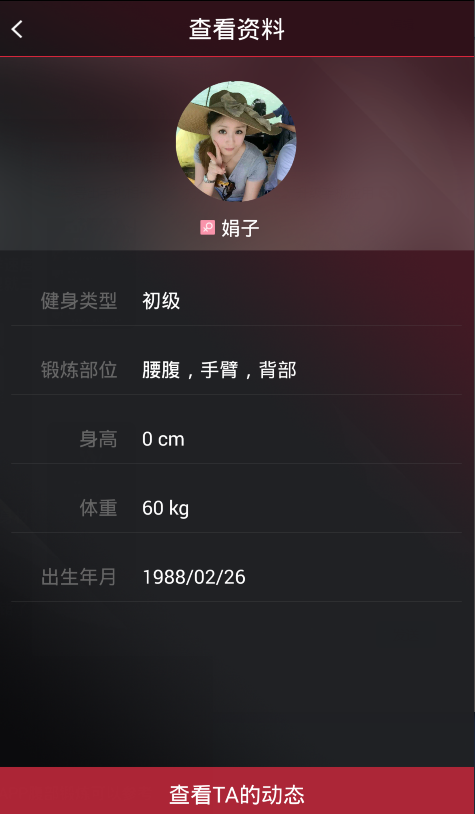 查看资料
娟子
健身类型 初级
锻炼部位 腰腹，手臂，背部
身高 0 cm
体重 60 kg
出生年月 1988/02/26
查看TA的动态